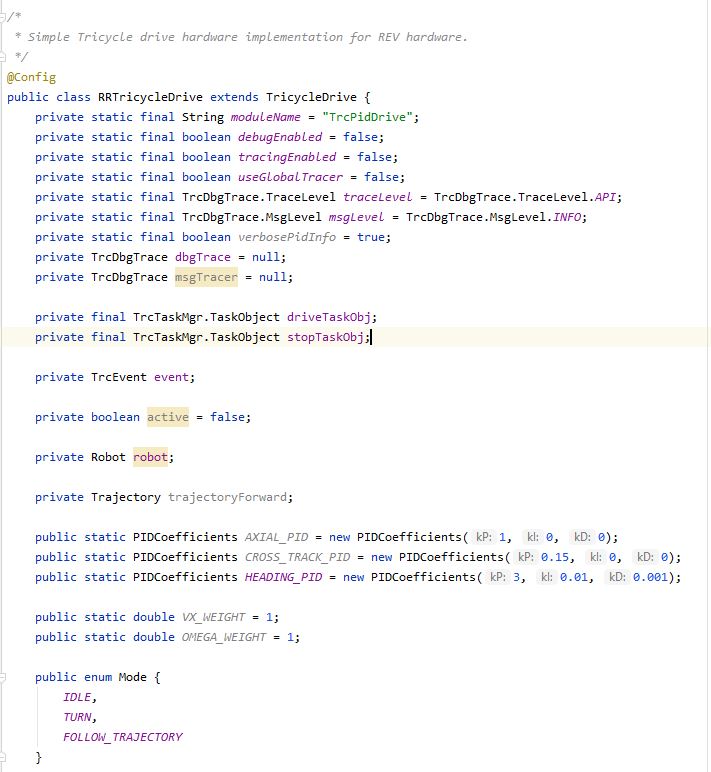 /*
 * Simple Tricycle drive hardware implementation for REV hardware.
 */
@Config
public class RRTricycleDrive extends TricycleDrive {
    private static final String moduleName = "TrcPidDrive";
    private static final boolean debugEnabled = false;
    private static final boolean tracingEnabled = false;
    private static final boolean useGlobalTracer = false;
    private static final TrcDbgTrace.TraceLevel traceLevel = TrcDbgTrace.TraceLevel.API;
    private static final TrcDbgTrace.MsgLevel msgLevel = TrcDbgTrace.MsgLevel.INFO;
    private static final boolean verbosePidInfo = true;
    private TrcDbgTrace dbgTrace = null;
    private TrcDbgTrace msgTracer = null;
    private final TrcTaskMgr.TaskObject driveTaskObj;
    private final TrcTaskMgr.TaskObject stopTaskObj;
    private TrcEvent event;
    private boolean active = false;
    private Robot robot;
    private Trajectory trajectoryForward;
    public static PIDCoefficients AXIAL_PID = new PIDCoefficients( kP: 1, kI: 0, kD: 0);
    public static PIDCoefficients CROSS_TRACK_PID = new PIDCoefficients( kP: 0.15, kI: 0, kD: 0);
    public static PIDCoefficients HEADING_PID = new PIDCoefficients( kP: 3, kI: 0.01, kD: 0.001);
    public static double VX_WEIGHT = 1;
    public static double OMEGA_WEIGHT = 1;
    public enum Mode {
        IDLE,
        TURN,
        FOLLOW_TRAJECTORY
    }